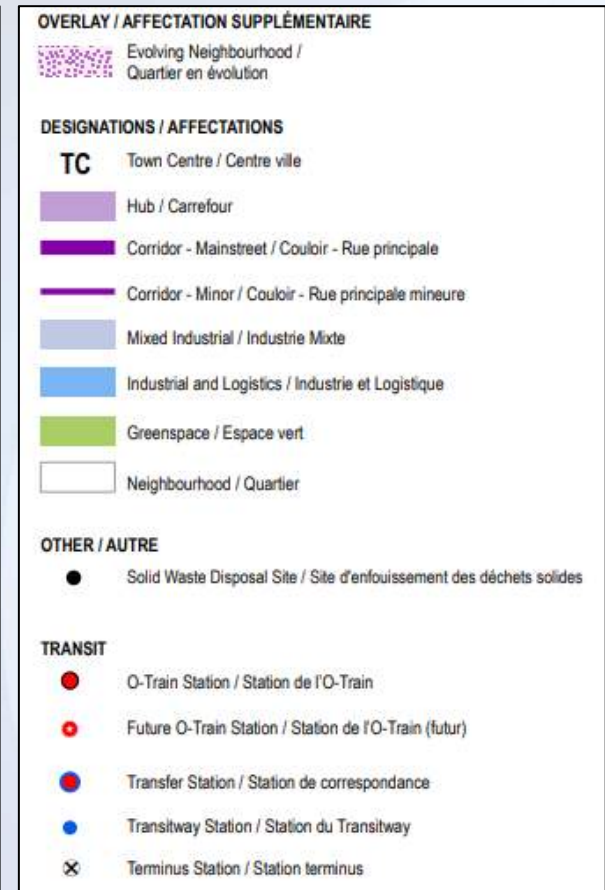 OVERLAY / AFFECTATION SUPPLÉMENTAIRE
Evolving Neighbourhood /
Quartier en évolution
DESIGNATIONS / AFFECTATIONS
TC Town Centre / Centre ville
Hub / Carrefour
Corridor - Mainstreet / Couloir - Rue principale
Corridor - Minor / Couloir - Rue principale mineure
Mixed Industrial / Industrie Mixte
Industrial and Logistics / Industrie et Logistique
Greenspace / Espace vert
Neighbourhood / Quartier
OTHER / AUTRE
Solid Waste Disposal Site / Site d'enfouissement des déchets solides
TRANSIT
O-Train Station / Station de l'O-Train
Future O-Train Station / Station de l'O-Train (futur)
Transfer Station / Station de correspondance
Transitway Station / Station du Transitway
Terminus Station / Station terminus